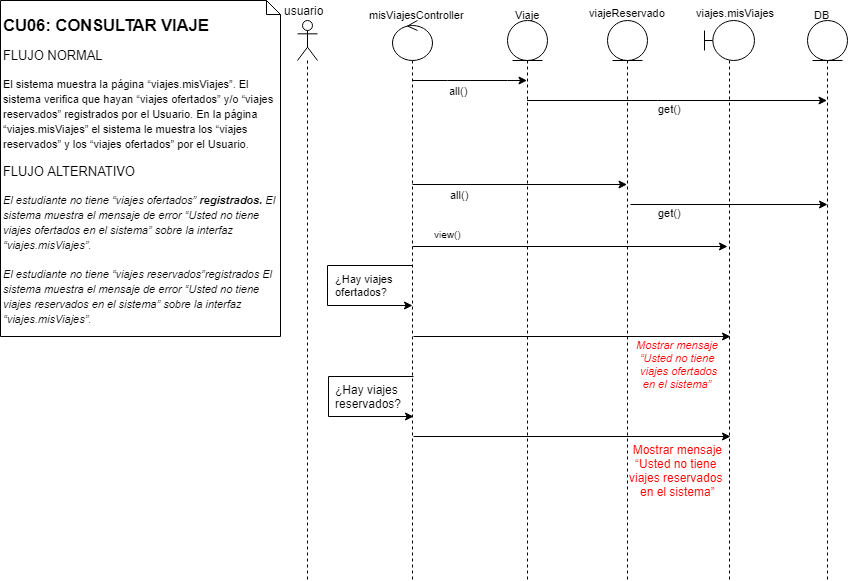 CU06: CONSULTAR VIAJE
FLUJO NORMAL
El sistema muestra la página “viajes.misViajes”. El
sistema verifica que hayan “viajes ofertados” y/o “viajes
reservados” registrados por el Usuario. En la página
“viajes.misViajes” el sistema le muestra los “viajes
reservados” y los “viajes ofertados” por el Usuario.
FLUJO ALTERNATIVO
El estudiante no tiene “viajes ofertados” registrados. El
sistema muestra el mensaje de error “Usted no tiene
viajes ofertados en el sistema” sobre la interfaz
“viajes.misViajes”.
El estudiante no tiene “viajes reservados”registrados El
sistema muestra el mensaje de error “Usted no tiene
viajes reservados en el sistema” sobre la interfaz
“viajes.misViajes”.
usuario
misViajesController
Viaje
viajeReservado
viajes.misViajes
DB
all()
get()
all()
get()
view()
¿Hay viajes
ofertados?
Mostrar mensaje
“Usted no tiene
viajes ofertados
en el sistema”
¿Hay viajes
reservados?
Mostrar mensaje
“Usted no tiene
viajes reservados
en el sistema”